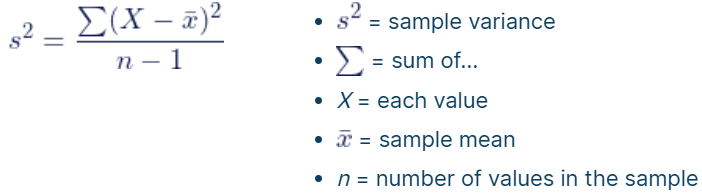 s² = ∑(X − x̄)² / n − 1
• s² = sample variance
• ∑ = sum of...
• X = each value
• x̄ = sample mean
• n = number of values in the sample